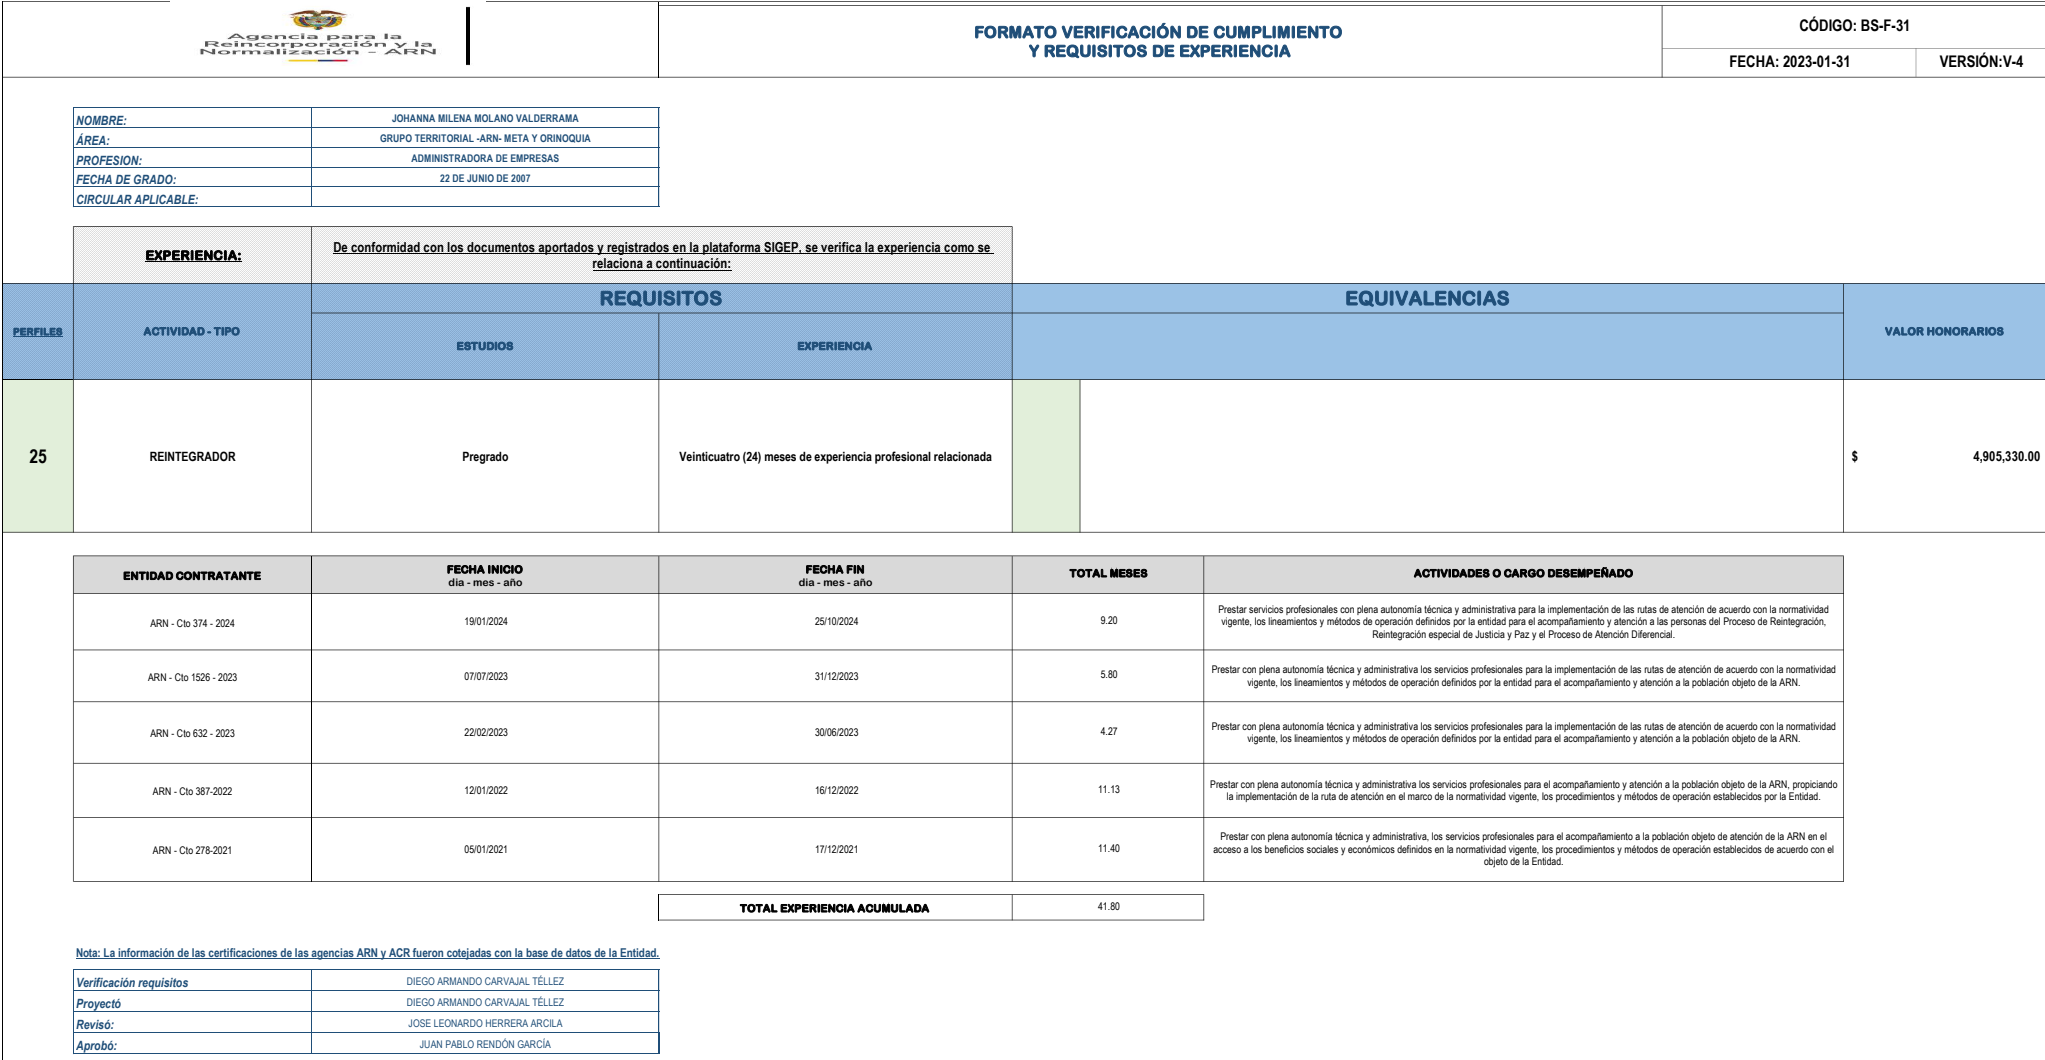 Agencia para la
Reincorporación y la
Normalización - ARN
FORMATO VERIFICACIÓN DE CUMPLIMIENTO
Y REQUISITOS DE EXPERIENCIA
CÓDIGO: BS-F-31
FECHA: 2023-01-31
VERSIÓN:V-4
NOMBRE: JOHANNA MILENA MOLANO VALDERRAMA
ÁREA: GRUPO TERRITORIAL -ARN- META Y ORINOQUIA
PROFESION: ADMINISTRADORA DE EMPRESAS
FECHA DE GRADO: 22 DE JUNIO DE 2007
CIRCULAR APLICABLE:
EXPERIENCIA:
De conformidad con los documentos aportados y registrados en la plataforma SIGEP, se verifica la experiencia como se
relaciona a continuación:
PERFILES
ACTIVIDAD - TIPO
REQUISITOS
ESTUDIOS
EXPERIENCIA
EQUIVALENCIAS
VALOR HONORARIOS
25
REINTEGRADOR
Pregrado
Veinticuatro (24) meses de experiencia profesional relacionada
$ 4,905,330.00
ENTIDAD CONTRATANTE
FECHA INICIO
dia - mes - año
FECHA FIN
dia - mes - año
TOTAL MESES
ACTIVIDADES O CARGO DESEMPEÑADO
ARN - Cto 374 - 2024
19/01/2024
25/10/2024
9.20
Prestar servicios profesionales con plena autonomía técnica y administrativa para la implementación de las rutas de atención de acuerdo con la normatividad
vigente, los lineamientos y métodos de operación definidos por la entidad para el acompañamiento y atención a las personas del Proceso de Reintegración,
Reintegración especial de Justicia y Paz y el Proceso de Atención Diferencial.
ARN - Cto 1526 - 2023
07/07/2023
31/12/2023
5.80
Prestar con plena autonomía técnica y administrativa los servicios profesionales para la implementación de las rutas de atención de acuerdo con la normatividad
vigente, los lineamientos y métodos de operación definidos por la entidad para el acompañamiento y atención a la población objeto de la ARN.
ARN - Cto 632 - 2023
22/02/2023
30/06/2023
4.27
Prestar con plena autonomía técnica y administrativa los servicios profesionales para la implementación de las rutas de atención de acuerdo con la normatividad
vigente, los lineamientos y métodos de operación definidos por la entidad para el acompañamiento y atención a la población objeto de la ARN.
ARN - Cto 387-2022
12/01/2022
16/12/2022
11.13
Prestar con plena autonomía técnica y administrativa los servicios profesionales para el acompañamiento y atención a la población objeto de la ARN, propiciando
la implementación de la ruta de atención en el marco de la normatividad vigente, los procedimientos y métodos de operación establecidos por la Entidad.
ARN - Cto 278-2021
05/01/2021
17/12/2021
11.40
Prestar con plena autonomía técnica y administrativa, los servicios profesionales para el acompañamiento a la población objeto de atención de la ARN en el
acceso a los beneficios sociales y económicos definidos en la normatividad vigente, los procedimientos y métodos de operación establecidos de acuerdo con el
objeto de la Entidad.
TOTAL EXPERIENCIA ACUMULADA
41.80
Nota: La información de las certificaciones de las agencias ARN y ACR fueron cotejadas con la base de datos de la Entidad.
Verificación requisitos DIEGO ARMANDO CARVAJAL TÉLLEZ
Proyectó DIEGO ARMANDO CARVAJAL TÉLLEZ
Revisó: JOSE LEONARDO HERRERA ARCILA
Aprobó: JUAN PABLO RENDÓN GARCÍA